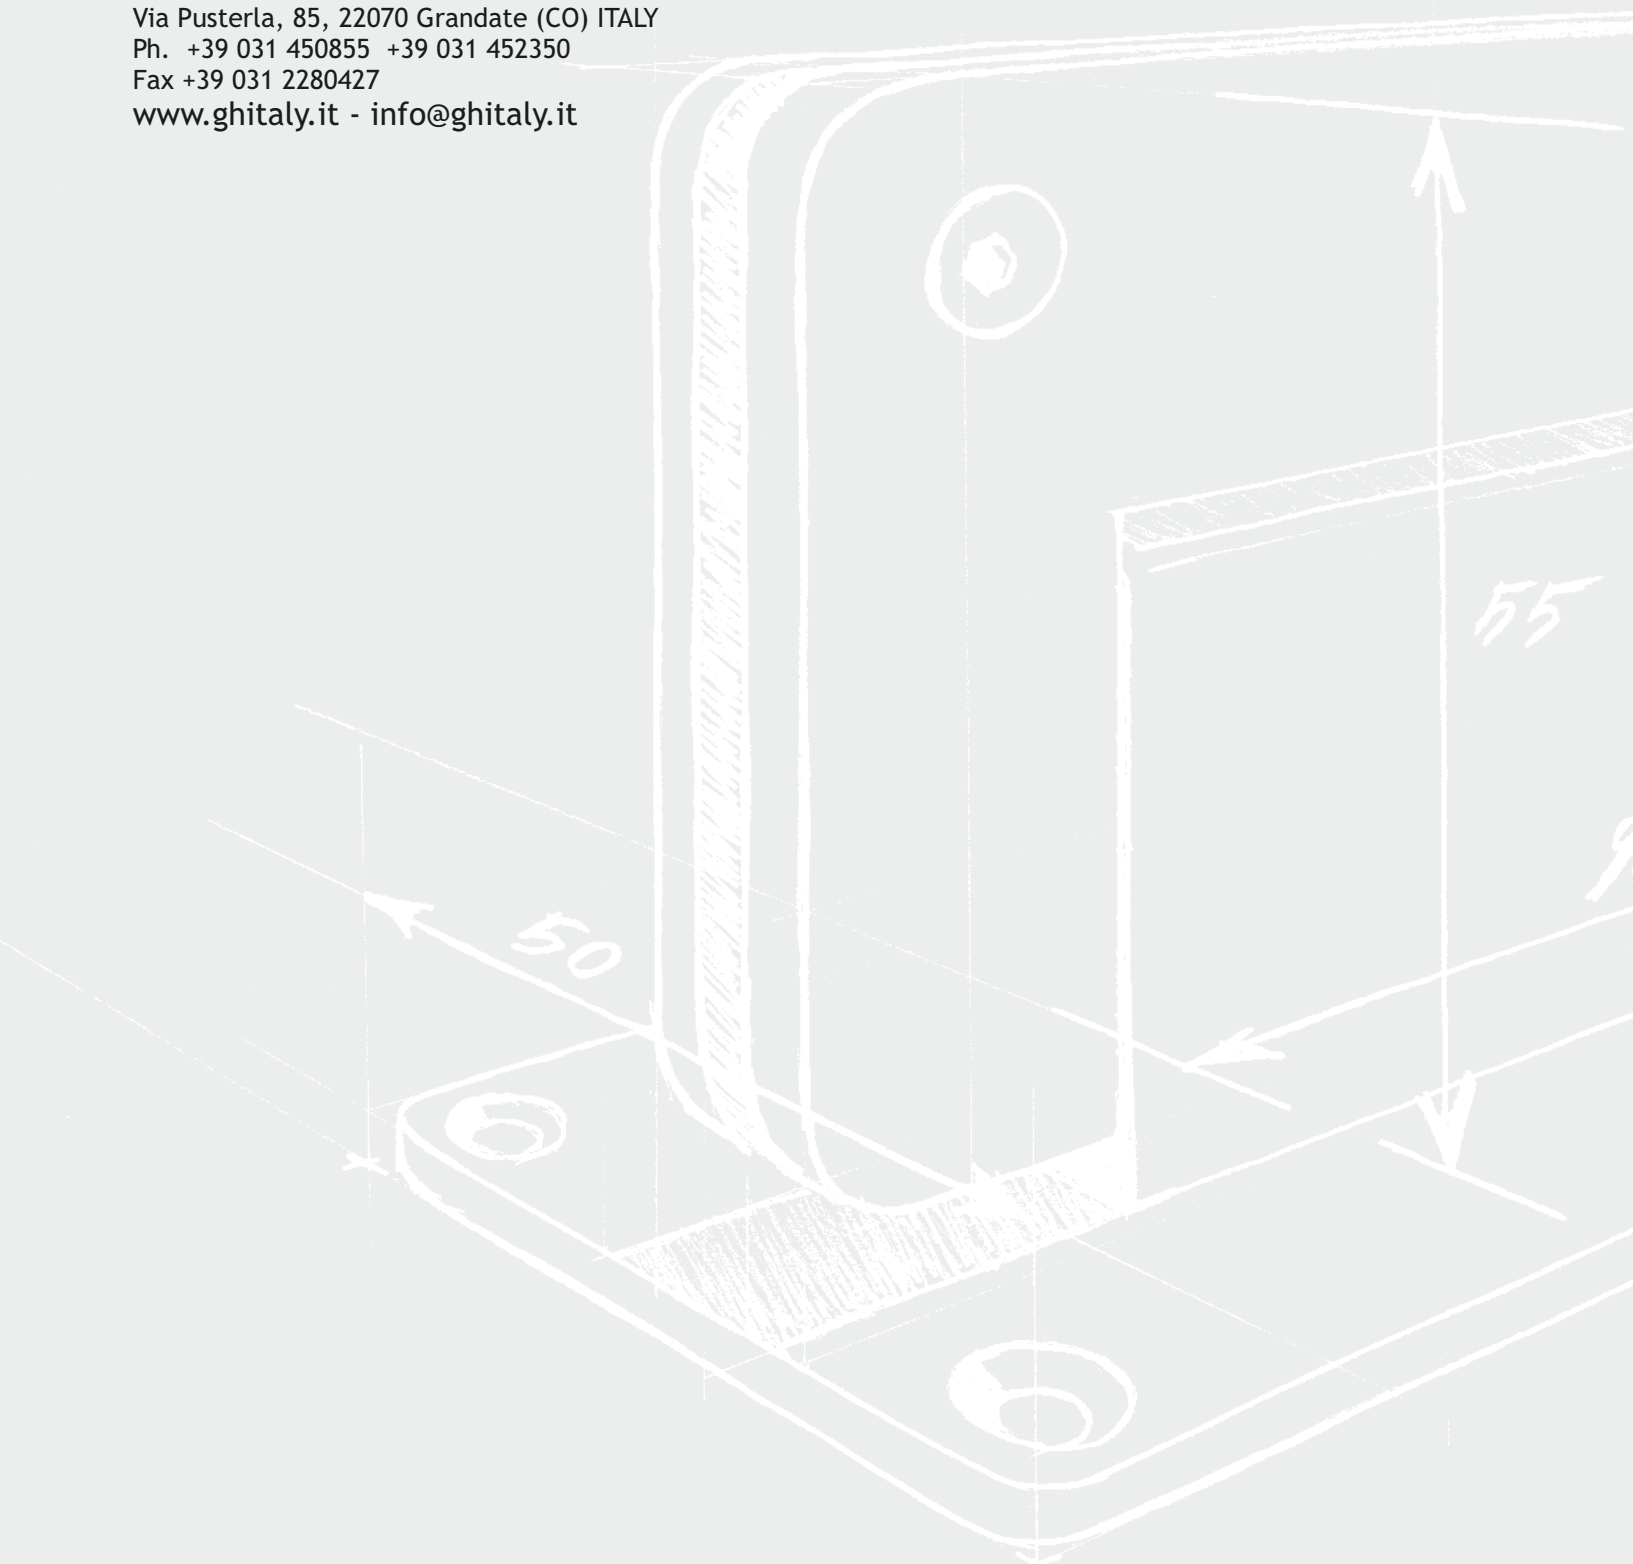 Via Pusterla, 85, 22070 Grandate (CO) ITALY
Ph. +39 031 450855 +39 031 452350
Fax +39 031 2280427
www.ghitaly.it - info@ghitaly.it
55
50